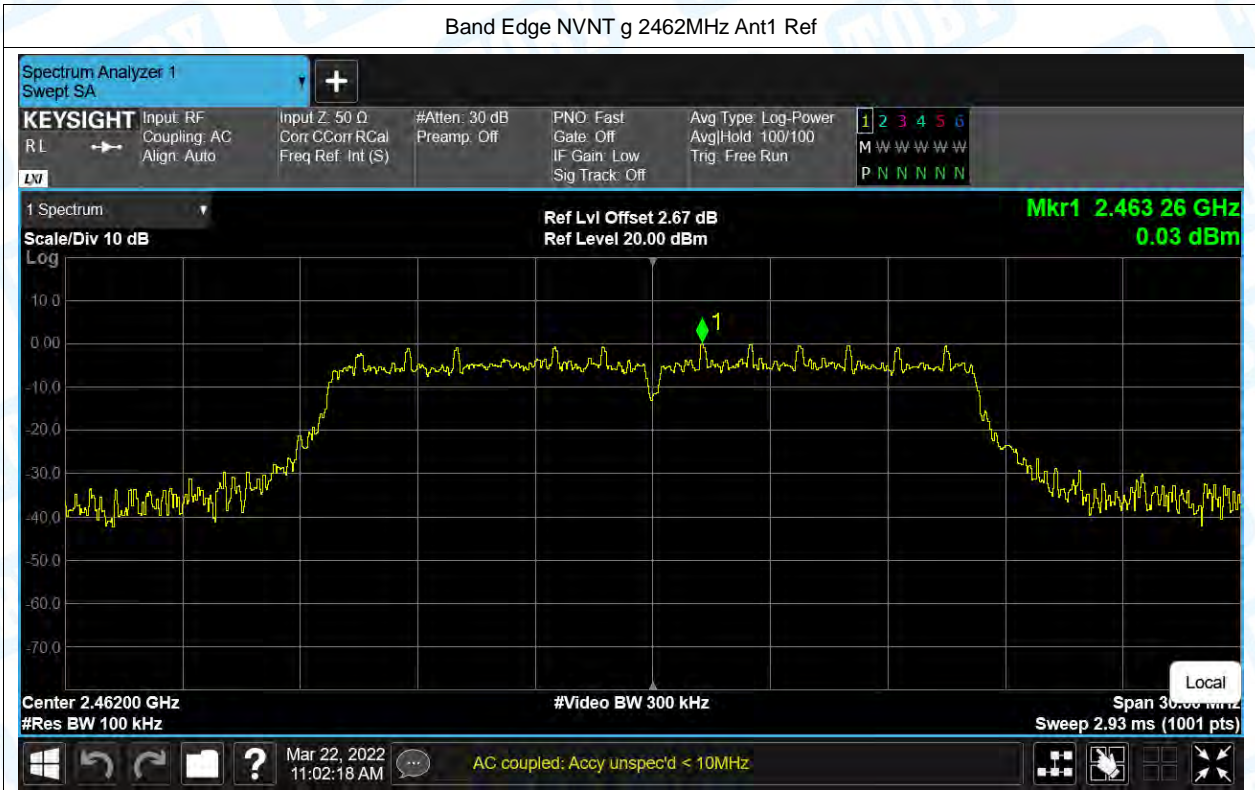 Band Edge NVNT g 2462MHz Ant1 Ref
Spectrum Analyzer 1
Swept SA
+
KEYSIGHT
RL
LXI
Input: RF
Coupling: AC
Align: Auto
Input Z: 50 Ω
Corr CCorr RCal
Freq Ref: Int (S)
#Atten: 30 dB
Preamp: Off
PNO: Fast
Gate: Off
IF Gain: Low
Sig Track: Off
Avg Type: Log-Power
Avg|Hold: 100/100
Trig: Free Run
1 2 3 4 5 6
M W W W W W W
P N N N N N
1 Spectrum
Scale/Div 10 dB
Log
Ref Lvl Offset 2.67 dB
Ref Level 20.00 dBm
Mkr1 2.463 26 GHz
0.03 dBm
10.0
0.00
-10.0
-20.0
-30.0
-40.0
-50.0
-60.0
-70.0
1
Local
Center 2.46200 GHz
#Res BW 100 kHz
#Video BW 300 kHz
Span 30.00 MHz
Sweep 2.93 ms (1001 pts)
?
Mar 22, 2022
11:02:18 AM
AC coupled: Accy unspec'd < 10MHz